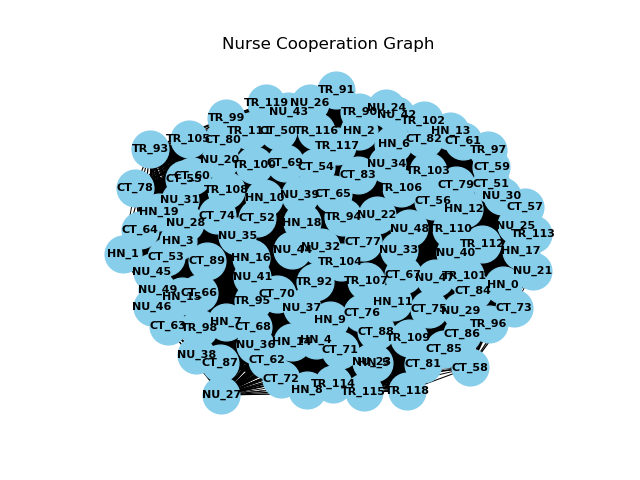 Nurse Cooperation Graph
TR_91
TR_119
NU_26
NU_24
NU_43
TR_90
NU_42
TR_99
TR_102
CT_50
TR_116
HN_2
HN_13
TR_105
CT_80
CT_82
CT_61
TR_117
HN_6
TR_93
TR_97
NU_20
TR_100
CT_69
CT_54
NU_34
CT_59
CT_83
TR_103
CT_55
CT_60
CT_79
CT_51
CT_78
TR_108
TR_106
NU_31
HN_10
NU_39
CT_65
CT_56
NU_30
HN_19
HN_12
CT_57
CT_74
CT_52
TR_94
NU_22
NU_28
HN_18
CT_64
NU_48
TR_110
NU_25
TR_113
NU_35
HN_3
CT_77
TR_112
NU_44
NU_32
NU_33
NU_40
HN_17
HN_1
CT_53
CT_89
HN_16
TR_104
NU_45
NU_41
CT_67
TR_101
NU_21
TR_92
TR_107
HN_0
NU_49
CT_66
CT_70
CT_84
HN_15
TR_95
HN_11
NU_46
NU_37
CT_76
CT_75
NU_29
CT_73
HN_7
HN_9
CT_63
TR_98
CT_68
TR_96
CT_88
TR_109
CT_86
NU_36
HN_4
CT_71
CT_85
NU_38
CT_87
CT_62
CT_81
CT_58
CT_72
TR_114
HN_8
NU_27
TR_115
TR_118